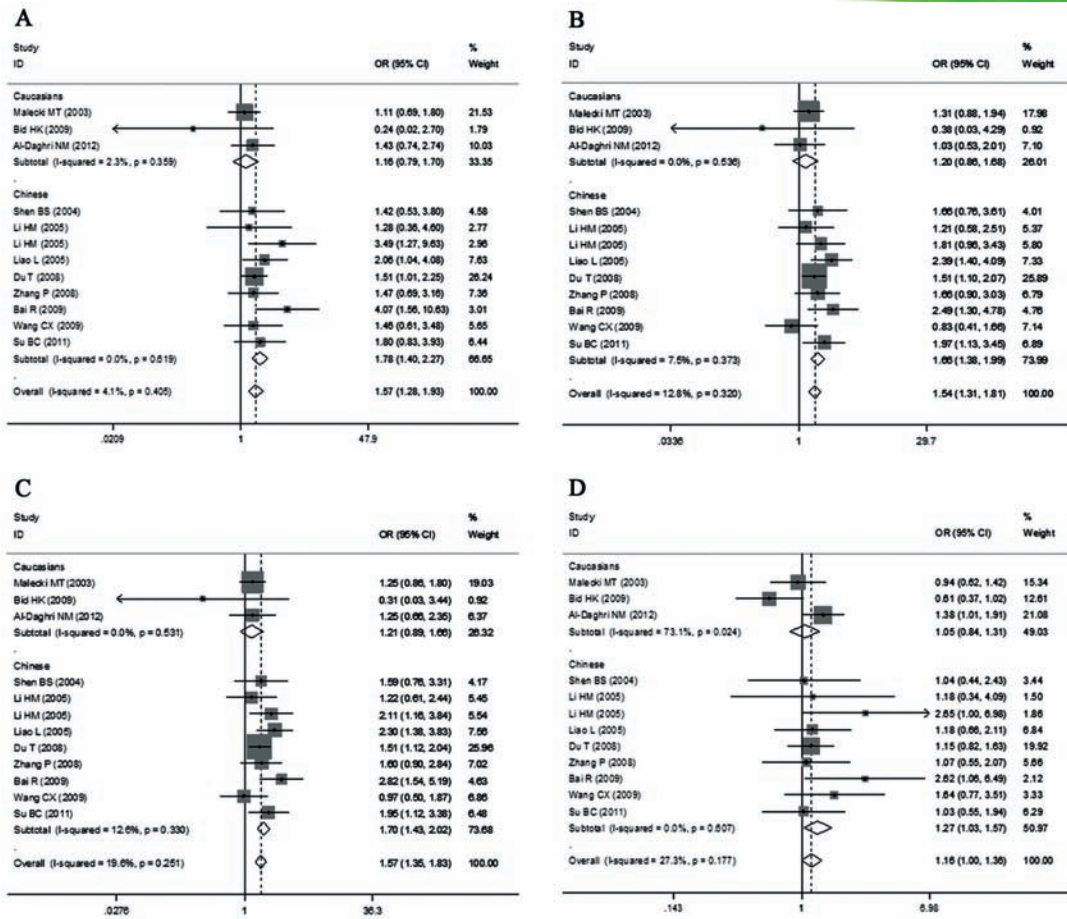 A
Study %
ID OR (95% CI) Weight
Caucasians
Malecki MT (2003) 1.11 (0.69, 1.80) 21.53
Bid HK (2009) 0.24 (0.02, 2.70) 1.79
Al-Daghri NM (2012) 1.43 (0.74, 2.74) 10.03
Subtotal (I-squared = 2.3%, p = 0.359) 1.16 (0.79, 1.70) 33.35
.
Chinese
Shen BS (2004) 1.42 (0.53, 3.80) 4.58
Li HM (2005) 1.28 (0.36, 4.60) 2.77
Li HM (2005) 3.49 (1.27, 9.63) 2.96
Liao L (2005) 2.06 (1.04, 4.08) 7.63
Du T (2008) 1.51 (1.01, 2.25) 26.24
Zhang P (2008) 1.47 (0.69, 3.16) 7.36
Bai R (2009) 4.07 (1.56, 10.63) 3.01
Wang CX (2009) 1.46 (0.61, 3.48) 5.65
Su BC (2011) 1.80 (0.83, 3.93) 6.44
Subtotal (I-squared = 0.0%, p = 0.619) 1.78 (1.40, 2.27) 66.65
.
Overall (I-squared = 4.1%, p = 0.405) 1.57 (1.28, 1.93) 100.00
.0209 1 47.9
B
Study %
ID OR (95% CI) Weight
Caucasians
Malecki MT (2003) 1.31 (0.88, 1.94) 17.98
Bid HK (2009) 0.38 (0.03, 4.29) 0.92
Al-Daghri NM (2012) 1.03 (0.53, 2.01) 7.10
Subtotal (I-squared = 0.0%, p = 0.536) 1.20 (0.86, 1.68) 26.01
.
Chinese
Shen BS (2004) 1.66 (0.76, 3.61) 4.01
Li HM (2005) 1.21 (0.58, 2.51) 5.37
Li HM (2005) 1.81 (0.96, 3.43) 5.80
Liao L (2005) 2.39 (1.40, 4.09) 7.33
Du T (2008) 1.51 (1.10, 2.07) 25.89
Zhang P (2008) 1.66 (0.90, 3.03) 6.79
Bai R (2009) 2.49 (1.30, 4.78) 4.76
Wang CX (2009) 0.83 (0.41, 1.66) 7.14
Su BC (2011) 1.97 (1.13, 3.45) 6.89
Subtotal (I-squared = 7.5%, p = 0.373) 1.66 (1.38, 1.99) 73.99
.
Overall (I-squared = 12.8%, p = 0.320) 1.54 (1.31, 1.81) 100.00
.0336 1 29.7
C
Study %
ID OR (95% CI) Weight
Caucasians
Malecki MT (2003) 1.25 (0.86, 1.80) 19.03
Bid HK (2009) 0.31 (0.03, 3.44) 0.92
Al-Daghri NM (2012) 1.25 (0.66, 2.35) 6.37
Subtotal (I-squared = 0.0%, p = 0.531) 1.21 (0.89, 1.66) 26.32
.
Chinese
Shen BS (2004) 1.59 (0.76, 3.31) 4.17
Li HM (2005) 1.22 (0.61, 2.44) 5.45
Li HM (2005) 2.11 (1.16, 3.84) 5.54
Liao L (2005) 2.30 (1.38, 3.83) 7.56
Du T (2008) 1.51 (1.12, 2.04) 25.96
Zhang P (2008) 1.60 (0.90, 2.84) 7.02
Bai R (2009) 2.82 (1.54, 5.19) 4.63
Wang CX (2009) 0.97 (0.50, 1.87) 6.86
Su BC (2011) 1.95 (1.12, 3.38) 6.48
Subtotal (I-squared = 12.6%, p = 0.330) 1.70 (1.43, 2.02) 73.68
.
Overall (I-squared = 19.6%, p = 0.251) 1.57 (1.35, 1.83) 100.00
.0276 1 36.3
D
Study %
ID OR (95% CI) Weight
Caucasians
Malecki MT (2003) 0.94 (0.62, 1.42) 15.34
Bid HK (2009) 0.61 (0.37, 1.02) 12.61
Al-Daghri NM (2012) 1.38 (1.01, 1.91) 21.08
Subtotal (I-squared = 73.1%, p = 0.024) 1.05 (0.84, 1.31) 49.03
.
Chinese
Shen BS (2004) 1.04 (0.44, 2.43) 3.44
Li HM (2005) 1.18 (0.34, 4.09) 1.50
Li HM (2005) 2.65 (1.00, 6.98) 1.86
Liao L (2005) 1.18 (0.66, 2.11) 6.84
Du T (2008) 1.15 (0.82, 1.63) 19.92
Zhang P (2008) 1.07 (0.55, 2.07) 5.66
Bai R (2009) 2.62 (1.06, 6.49) 2.12
Wang CX (2009) 1.64 (0.77, 3.51) 3.33
Su BC (2011) 1.03 (0.55, 1.94) 6.29
Subtotal (I-squared = 0.0%, p = 0.607) 1.27 (1.03, 1.57) 50.97
.
Overall (I-squared = 27.3%, p = 0.177) 1.16 (1.00, 1.36) 100.00
.143 1 6.98